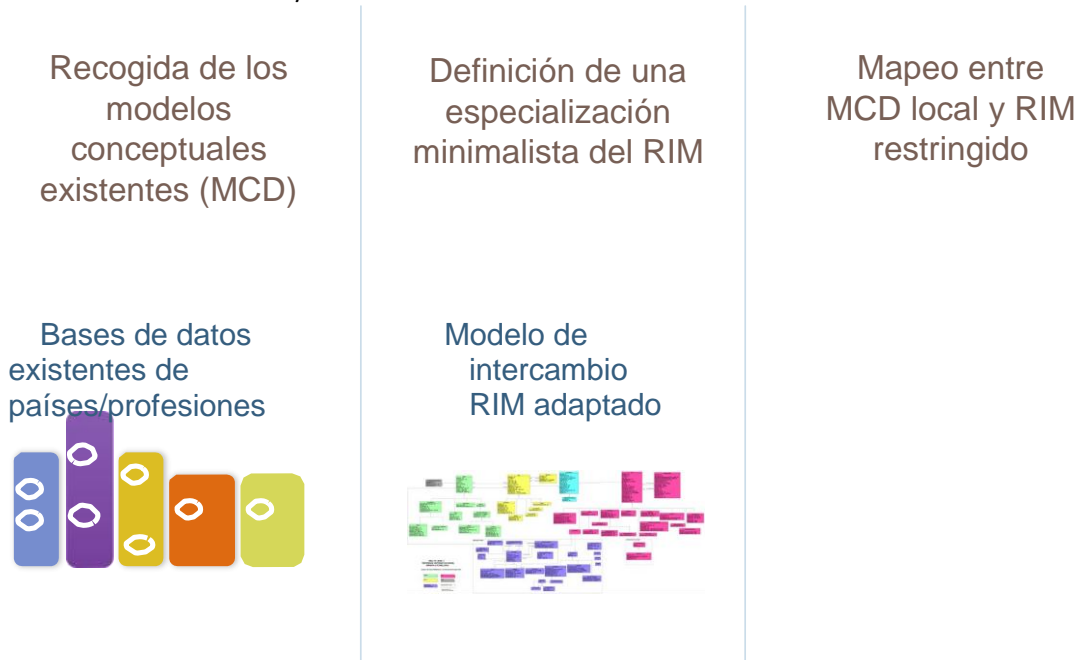 Recogida de los
modelos
conceptuales
existentes (MCD)
Definición de una
especialización
minimalista del RIM
Mapeo entre
MCD local y RIM
restringido
Bases de datos
existentes de
países/profesiones
Modelo de
intercambio
RIM adaptado